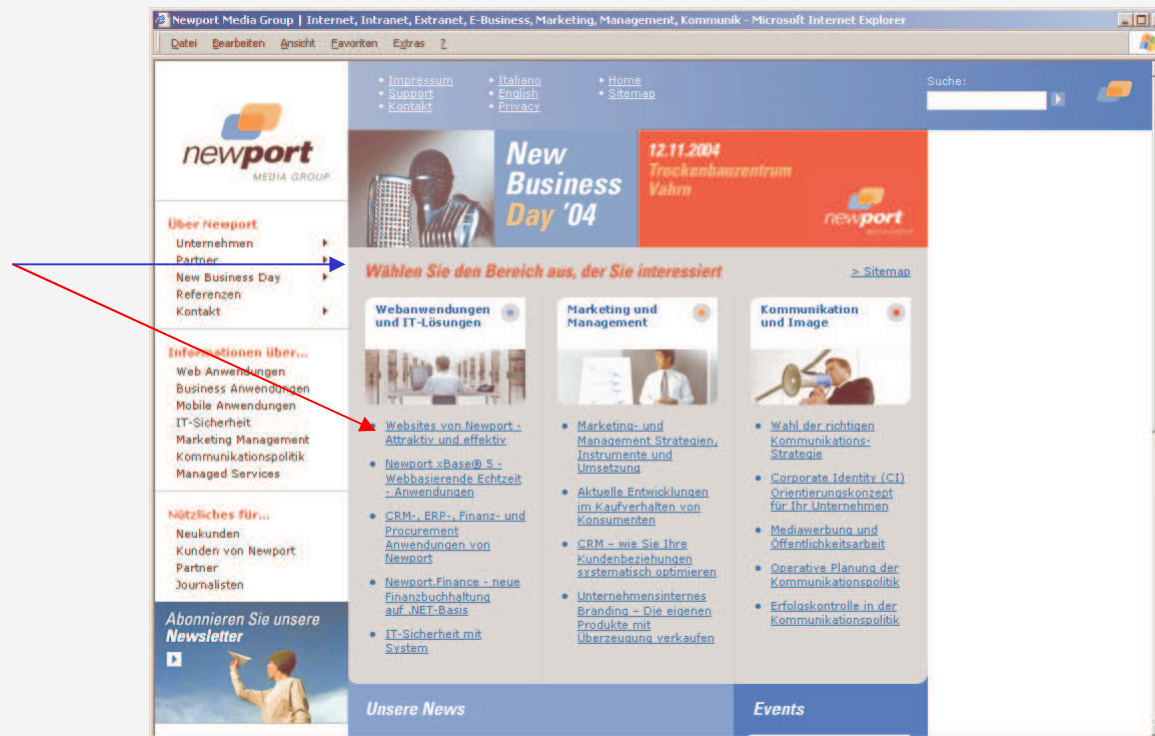 Newport Media Group | Internet, Intranet, Extranet, E-Business, Marketing, Management, Kommunik - Microsoft Internet Explorer
Datei Bearbeiten Ansicht Favoriten Extras ?
• Impressum
• Support
• Kontakt
• Italiano
• English
• Privacy
• Home
• Sitemap
Suche:
newport
MEDIA GROUP
New
Business
Day '04
12.11.2004
Trockenbauzentrum
Vahrn
newport
Über Newport
Unternehmen
Partner
New Business Day
Referenzen
Kontakt
Informationen über...
Web Anwendungen
Business Anwendungen
Mobile Anwendungen
IT-Sicherheit
Marketing Management
Kommunikationspolitik
Managed Services
Nützliches für...
Neukunden
Kunden von Newport
Partner
Journalisten
Abonnieren Sie unsere
Newsletter
Wählen Sie den Bereich aus, der Sie interessiert
> Sitemap
Webanwendungen
und IT-Lösungen
• Websites von Newport -
Attraktiv und effektiv
• Newport xBase® 5 -
Webbasierende Echtzeit
- Anwendungen
• CRM-, ERP-, Finanz- und
Procurement
Anwendungen von
Newport
• Newport.Finance - neue
Finanzbuchhaltung
auf .NET-Basis
• IT-Sicherheit mit
System
Marketing und
Management
• Marketing- und
Management Strategien,
Instrumente und
Umsetzung
• Aktuelle Entwicklungen
im Kaufverhalten von
Konsumenten
• CRM – wie Sie Ihre
Kundenbeziehungen
systematisch optimieren
• Unternehmensinternes
Branding – Die eigenen
Produkte mit
Überzeugung verkaufen
Kommunikation
und Image
• Wahl der richtigen
Kommunikations-
Strategie
• Corporate Identity (CI)
Orientierungskonzept
für Ihr Unternehmen
• Mediawerbung und
Öffentlichkeitsarbeit
• Operative Planung der
Kommunikationspolitik
• Erfolgskontrolle in der
Kommunikationspolitik
Unsere News
Events